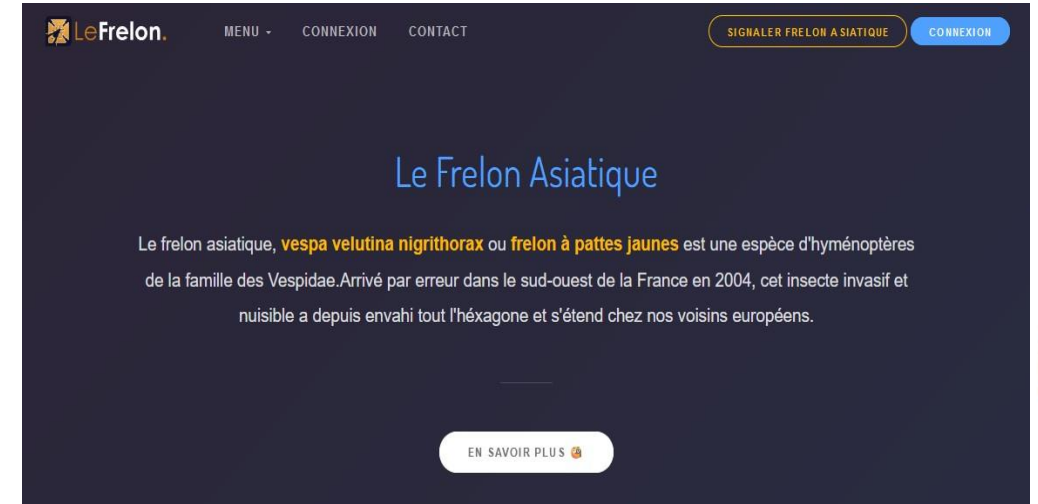 LeFrelon.
MENU
CONNEXION
CONTACT
SIGNALER FRELON ASIATIQUE
CONNEXION
Le Frelon Asiatique
Le frelon asiatique, vespa velutina nigrithorax ou frelon à pattes jaunes est une espèce d'hyménoptères
de la famille des Vespidae.Arrivé par erreur dans le sud-ouest de la France en 2004, cet insecte invasif et
nuisible a depuis envahi tout l'héxagone et s'étend chez nos voisins européens.
EN SAVOIR PLUS